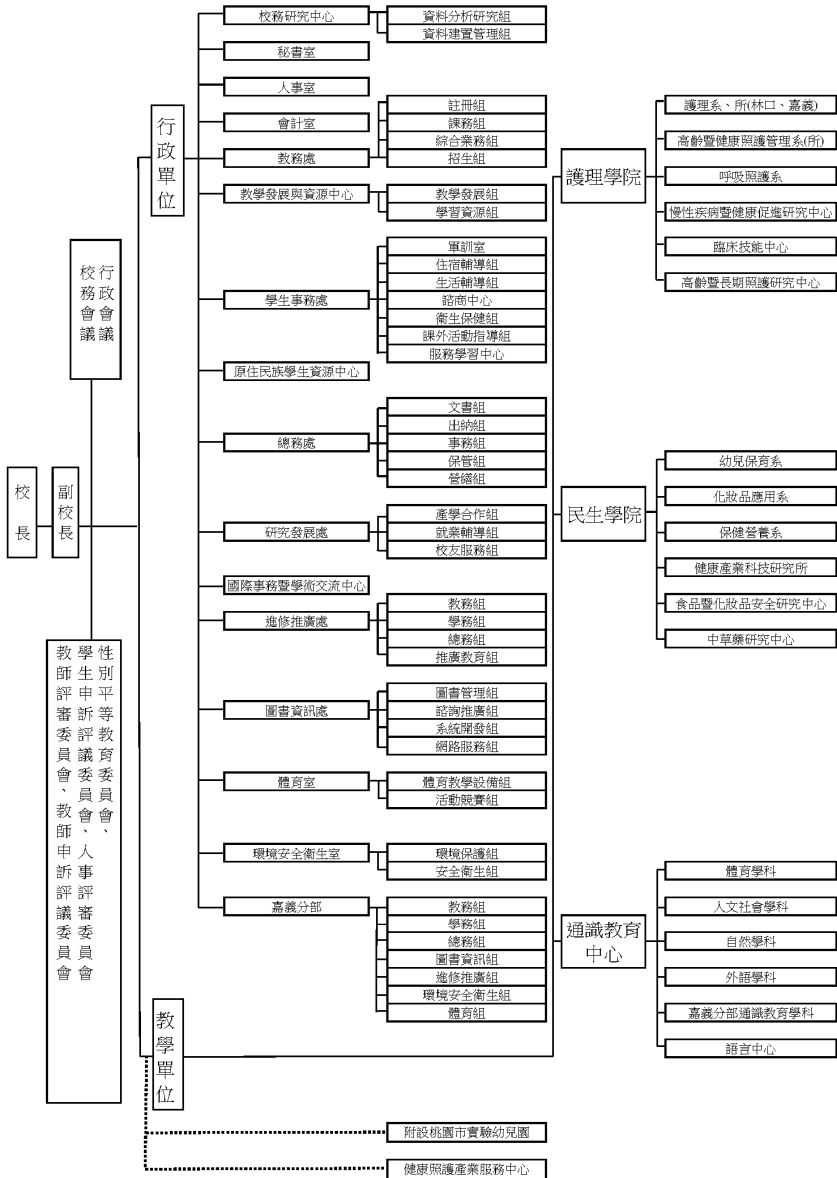 校長
副校長
行政會議
校務會議
性別平等教育委員會、
學生申訴評議委員會、人事評審委員會
教師評審委員會、教師申訴評議委員會
行政單位
校務研究中心
資料分析研究組
資料建置管理組
秘書室
人事室
會計室
教務處
註冊組
課務組
綜合業務組
招生組
教學發展與資源中心
教學發展組
學習資源組
學生事務處
軍訓室
住宿輔導組
生活輔導組
諮商中心
衛生保健組
課外活動指導組
服務學習中心
原住民族學生資源中心
總務處
文書組
出納組
事務組
保管組
營繕組
研究發展處
產學合作組
就業輔導組
校友服務組
國際事務暨學術交流中心
進修推廣處
教務組
學務組
總務組
推廣教育組
圖書資訊處
圖書管理組
諮詢推廣組
系統開發組
網路服務組
體育室
體育教學設備組
活動競賽組
環境安全衛生室
環境保護組
安全衛生組
嘉義分部
教務組
學務組
總務組
圖書資訊組
進修推廣組
環境安全衛生組
體育組
教學單位
護理學院
護理系、所(林口、嘉義)
高齡暨健康照護管理系(所)
呼吸照護系
慢性疾病暨健康促進研究中心
臨床技能中心
高齡暨長期照護研究中心
民生學院
幼兒保育系
化妝品應用系
保健營養系
健康產業科技研究所
食品暨化妝品安全研究中心
中草藥研究中心
通識教育
中心
體育學科
人文社會學科
自然學科
外語學科
嘉義分部通識教育學科
語言中心
附設桃園市實驗幼兒園
健康照護產業服務中心